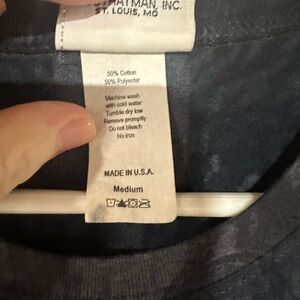 INC.
ST. LOUIS, MO
50% Cotton
50% Polyester
Machine wash
with cold water
Tumble dry low
Remove promptly
Do not bleach
No iron
MADE IN U.S.A.
Medium